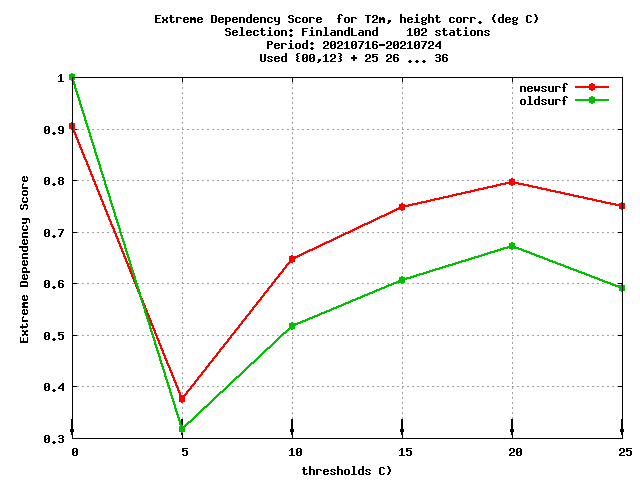 Extreme Dependency Score  for T2m, height corr. (deg C)
Selection: FinlandLand    102 stations
Period: 20210716-20210724
Used {00,12} + 25 26 ... 36
newsurf
oldsurf
1
0.9
0.8
0.7
0.6
0.5
0.4
0.3
Extreme Dependency Score
0 5 10 15 20 25
thresholds C)